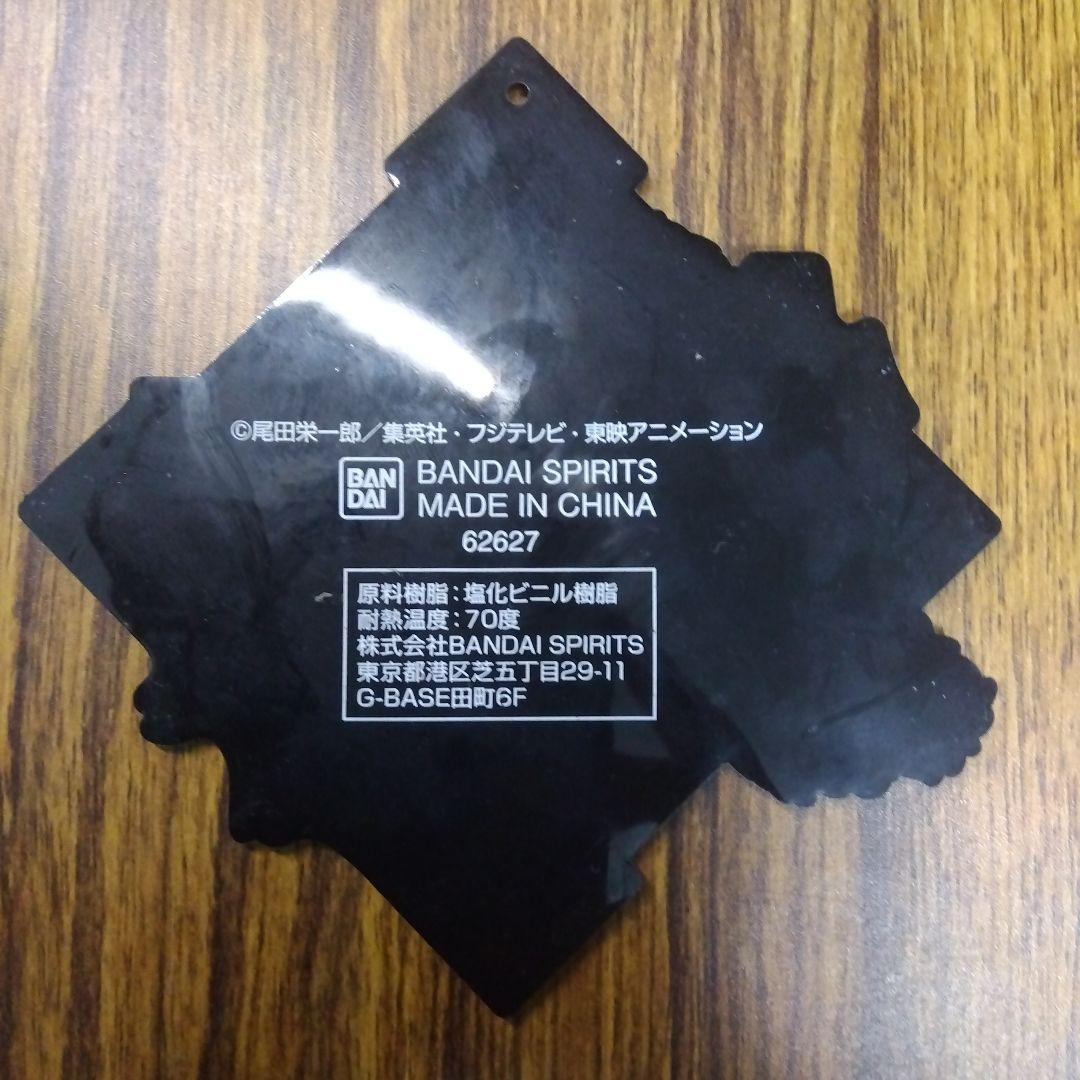 ©尾田栄一郎／集英社・フジテレビ・東映アニメーション
BAN
DAI
BANDAI SPIRITS
MADE IN CHINA
62627
原料樹脂：塩化ビニル樹脂
耐熱温度：70度
株式会社BANDAI SPIRITS
東京都港区芝五丁目29-11
G-BASE田町6F